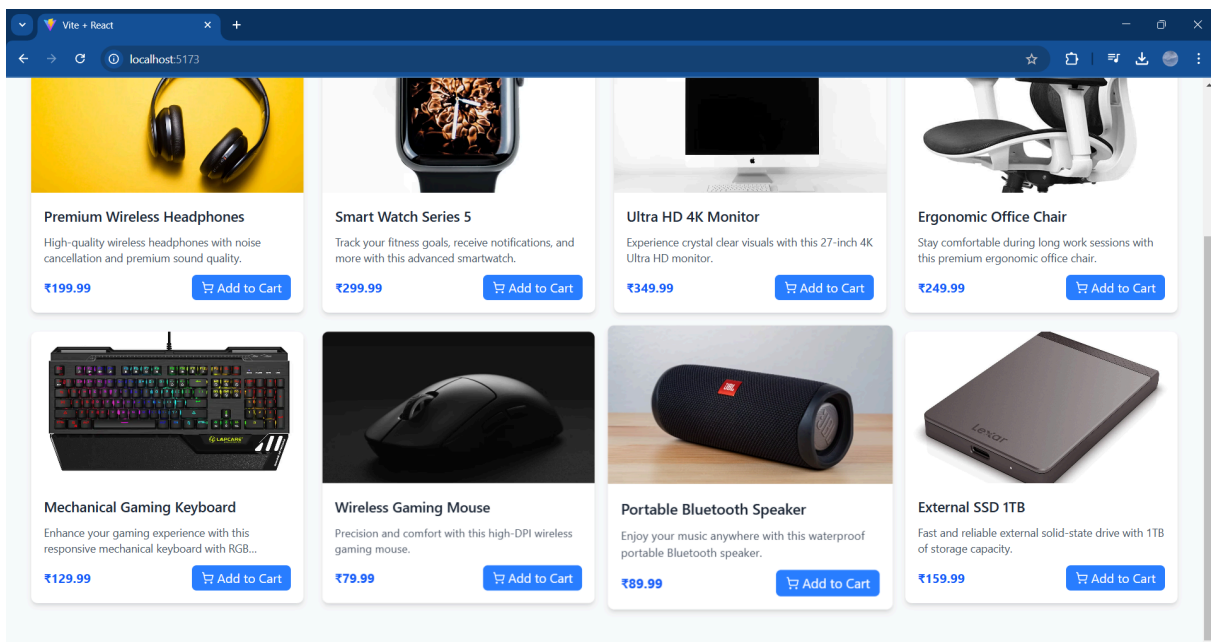 Vite + React
localhost:5173
Premium Wireless Headphones
High-quality wireless headphones with noise
cancellation and premium sound quality.
₹199.99
Add to Cart
Smart Watch Series 5
Track your fitness goals, receive notifications, and
more with this advanced smartwatch.
₹299.99
Add to Cart
Ultra HD 4K Monitor
Experience crystal clear visuals with this 27-inch 4K
Ultra HD monitor.
₹349.99
Add to Cart
Ergonomic Office Chair
Stay comfortable during long work sessions with
this premium ergonomic office chair.
₹249.99
Add to Cart
LAPCARE
Mechanical Gaming Keyboard
Enhance your gaming experience with this
responsive mechanical keyboard with RGB...
₹129.99
Add to Cart
Wireless Gaming Mouse
Precision and comfort with this high-DPI wireless
gaming mouse.
₹79.99
Add to Cart
JBL
Portable Bluetooth Speaker
Enjoy your music anywhere with this waterproof
portable Bluetooth speaker.
₹89.99
Add to Cart
Lexar
External SSD 1TB
Fast and reliable external solid-state drive with 1TB
of storage capacity.
₹159.99
Add to Cart